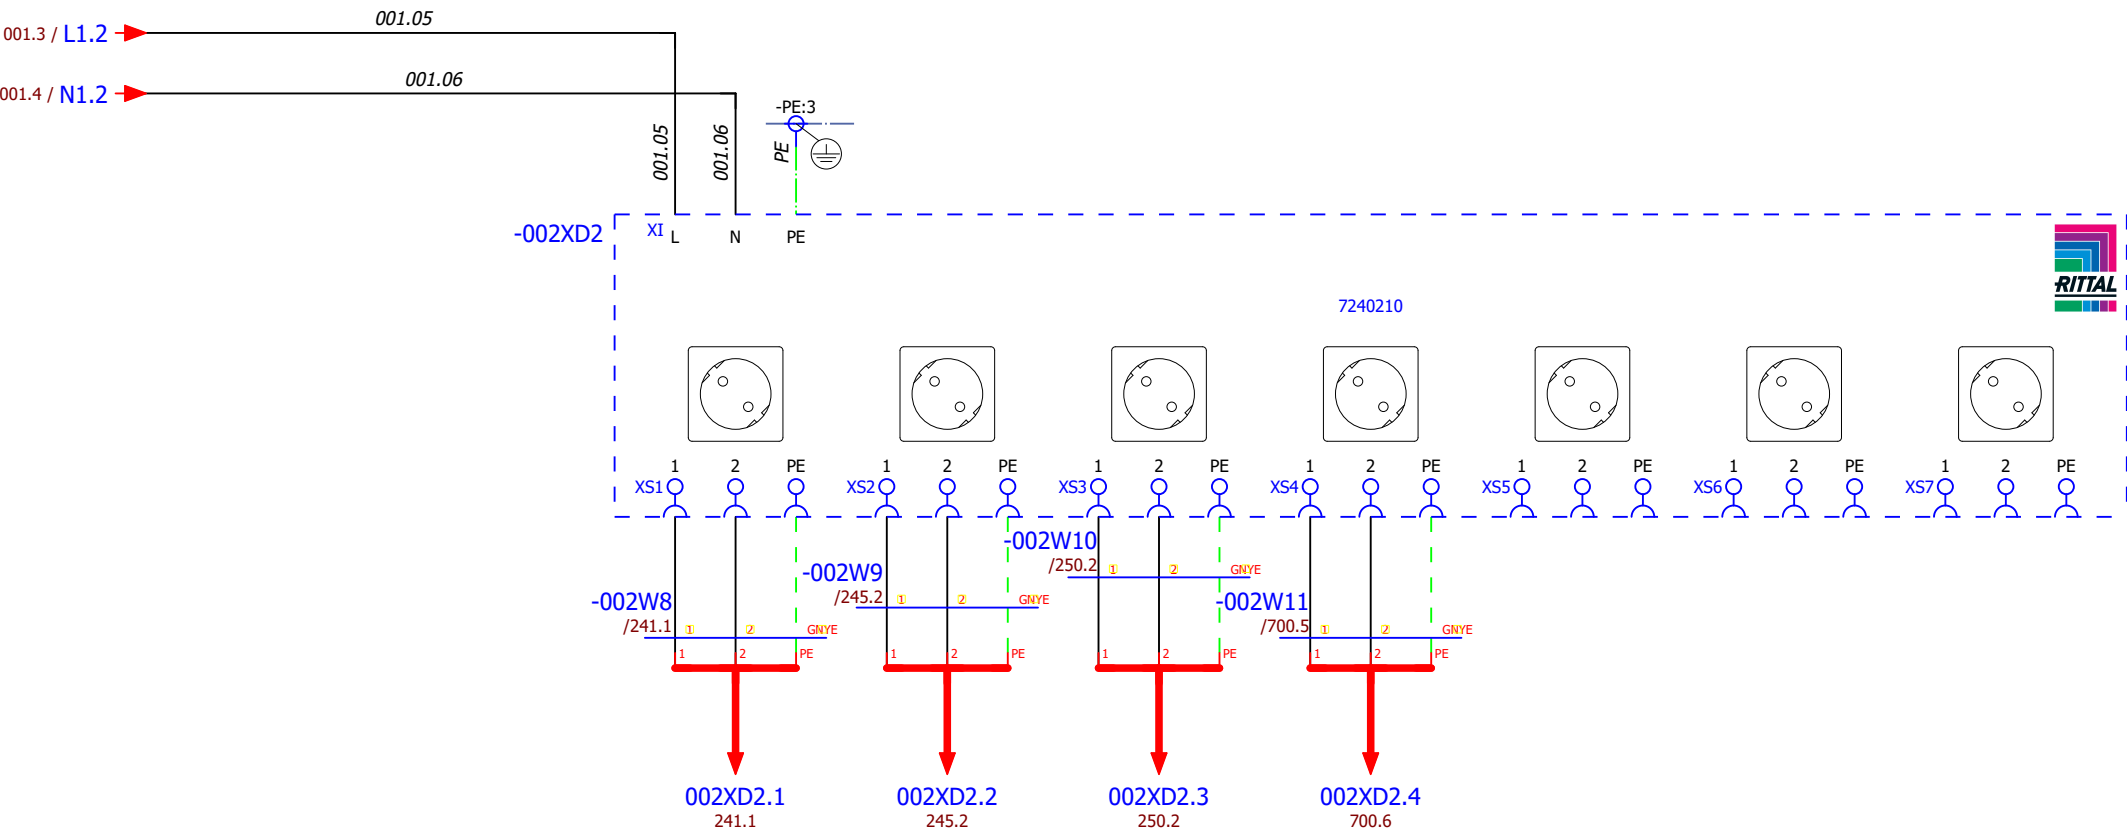 001.05
001.3 / L1.2
001.06
001.4 / N1.2
-PE:3
001.05
001.06
PE
-002XD2
XI L N PE
RITTAL
7240210
1 2 PE 1 2 PE 1 2 PE 1 2 PE 1 2 PE 1 2 PE 1 2 PE
XS1 XS2 XS3 XS4 XS5 XS6 XS7
-002W10
/250.2 1 2 GNYE
-002W9
/245.2 1 2 GNYE
-002W8 -002W11
/241.1 1 2 GNYE /700.5 1 2 GNYE
1 2 PE 1 2 PE 1 2 PE 1 2 PE
002XD2.1 002XD2.2 002XD2.3 002XD2.4
241.1 245.2 250.2 700.6